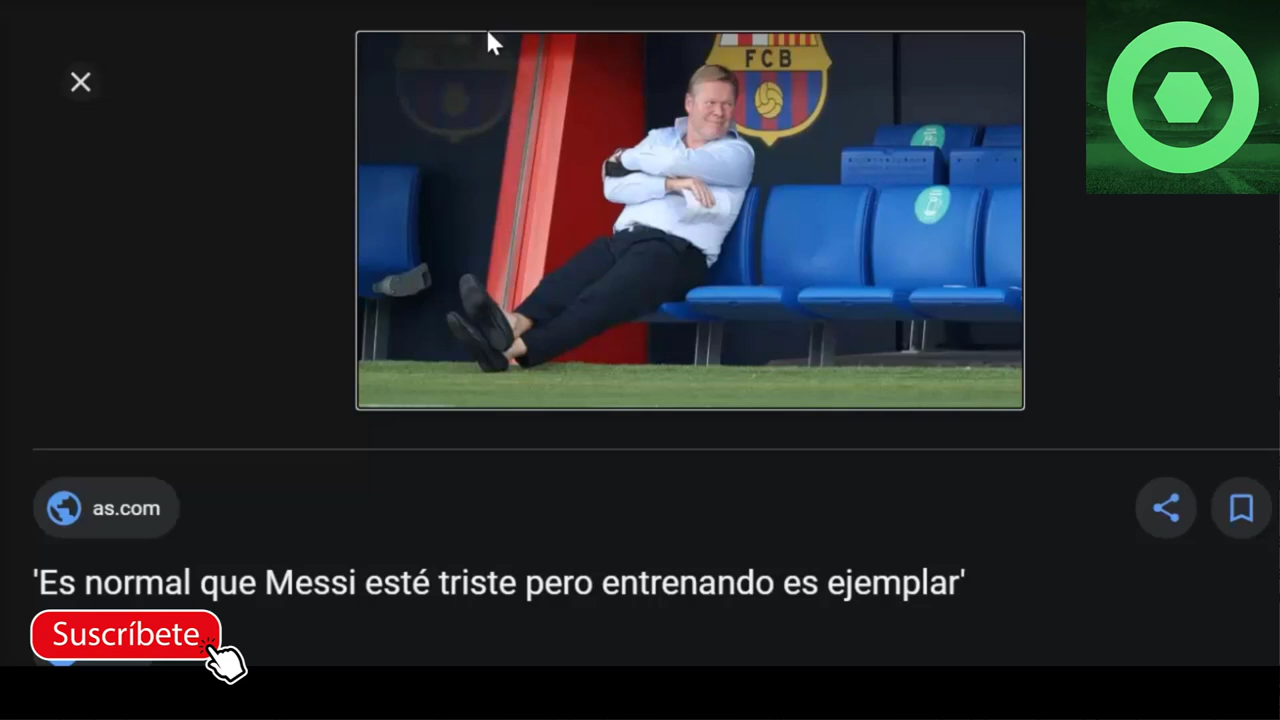 FCB
as.com
'Es normal que Messi esté triste pero entrenando es ejemplar'
Suscríbete